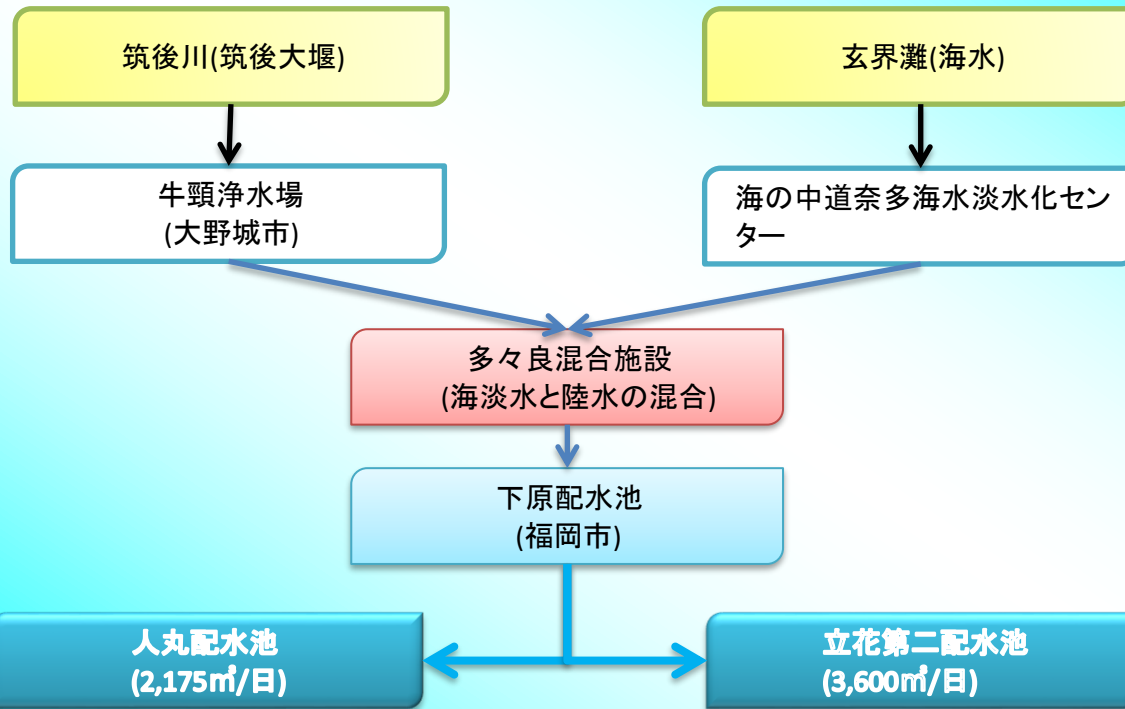 筑後川(筑後大堰)
玄界灘(海水)
牛頸浄水場
(大野城市)
海の中道奈多海水淡水化セン
ター
多々良混合施設
(海淡水と陸水の混合)
下原配水池
(福岡市)
人丸配水池
(2,175㎥/日)
立花第二配水池
(3,600㎥/日)